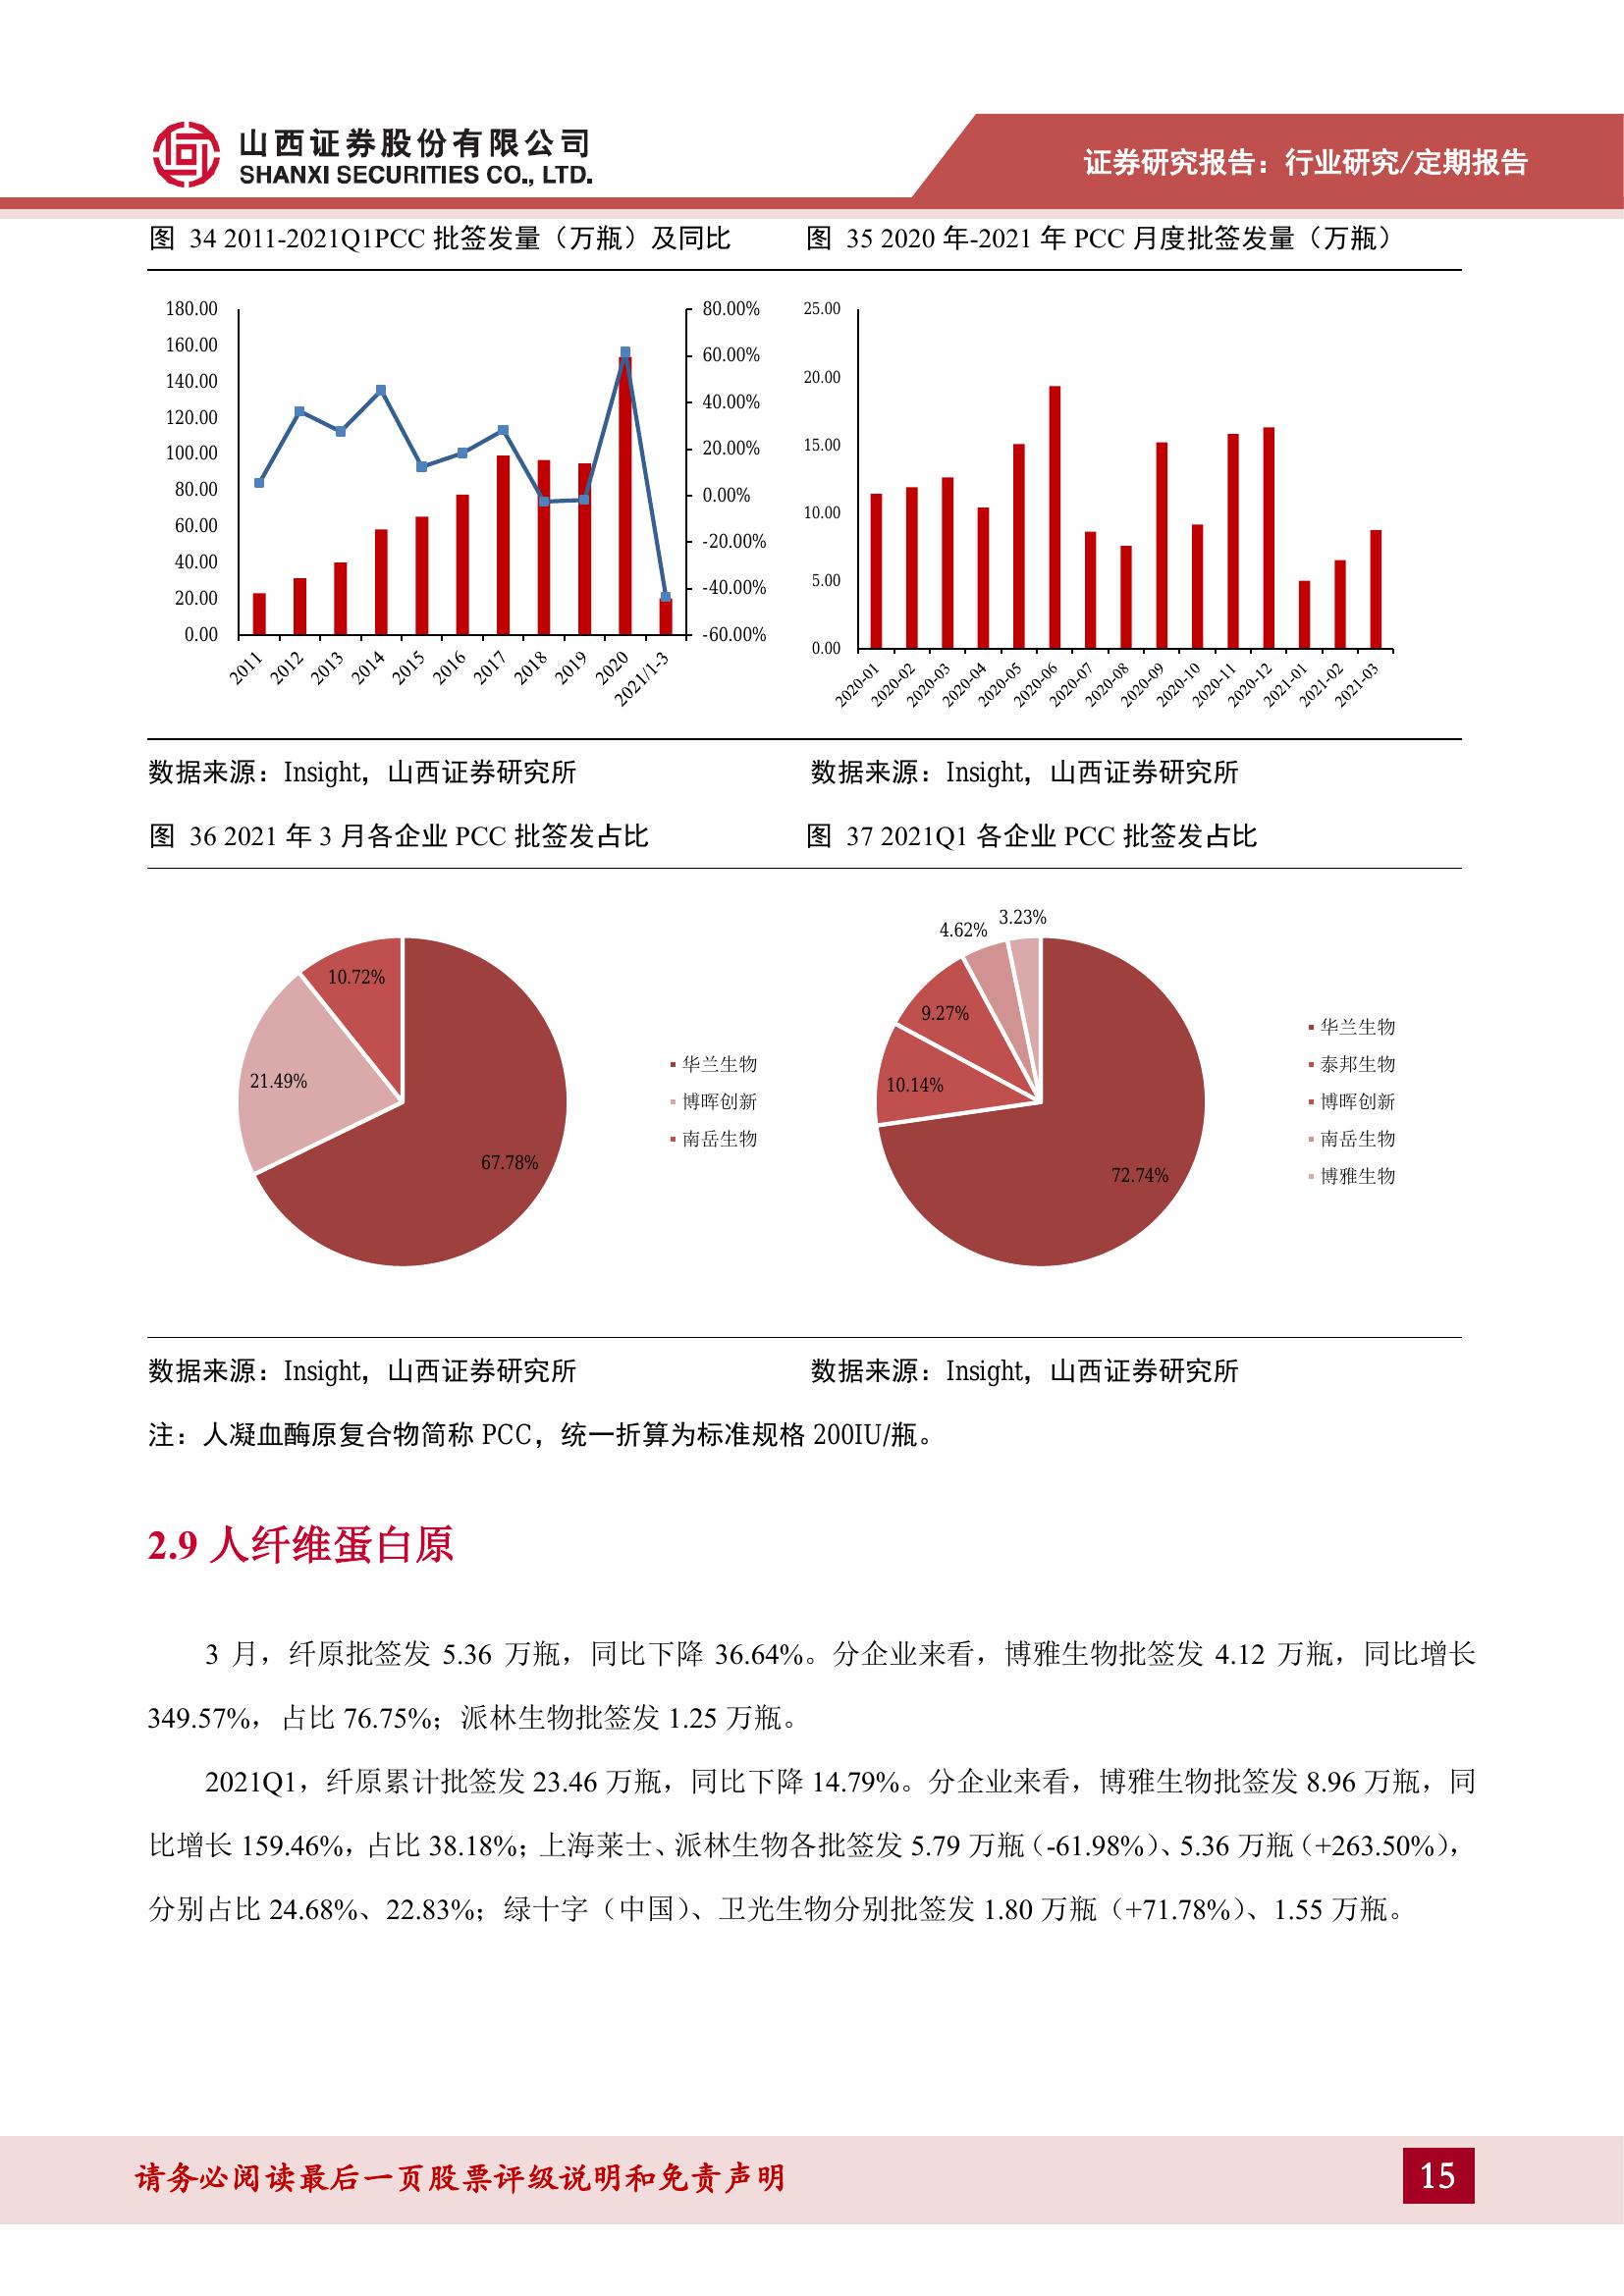 山西证券股份有限公司
SHANXI SECURITIES CO., LTD.
证券研究报告：行业研究/定期报告
图 34 2011-2021Q1PCC 批签发量（万瓶）及同比
图 35 2020 年-2021 年 PCC 月度批签发量（万瓶）
180.00
160.00
140.00
120.00
100.00
80.00
60.00
40.00
20.00
0.00
80.00%
60.00%
40.00%
20.00%
0.00%
-20.00%
-40.00%
-60.00%
2011
2012
2013
2014
2015
2016
2017
2018
2019
2020
2021/1-3
25.00
20.00
15.00
10.00
5.00
0.00
2020-01
2020-02
2020-03
2020-04
2020-05
2020-06
2020-07
2020-08
2020-09
2020-10
2020-11
2020-12
2021-01
2021-02
2021-03
数据来源：Insight，山西证券研究所
数据来源：Insight，山西证券研究所
图 36 2021 年 3 月各企业 PCC 批签发占比
图 37 2021Q1 各企业 PCC 批签发占比
10.72%
21.49%
67.78%
华兰生物
博晖创新
南岳生物
3.23%
4.62%
9.27%
10.14%
72.74%
华兰生物
泰邦生物
博晖创新
南岳生物
博雅生物
数据来源：Insight，山西证券研究所
数据来源：Insight，山西证券研究所
注：人凝血酶原复合物简称 PCC，统一折算为标准规格 200IU/瓶。
2.9 人纤维蛋白原
3 月，纤原批签发 5.36 万瓶，同比下降 36.64%。分企业来看，博雅生物批签发 4.12 万瓶，同比增长
349.57%，占比 76.75%；派林生物批签发 1.25 万瓶。
2021Q1，纤原累计批签发 23.46 万瓶，同比下降 14.79%。分企业来看，博雅生物批签发 8.96 万瓶，同
比增长 159.46%，占比 38.18%；上海莱士、派林生物各批签发 5.79 万瓶（-61.98%）、5.36 万瓶（+263.50%），
分别占比 24.68%、22.83%；绿十字（中国）、卫光生物分别批签发 1.80 万瓶（+71.78%）、1.55 万瓶。
请务必阅读最后一页股票评级说明和免责声明
15